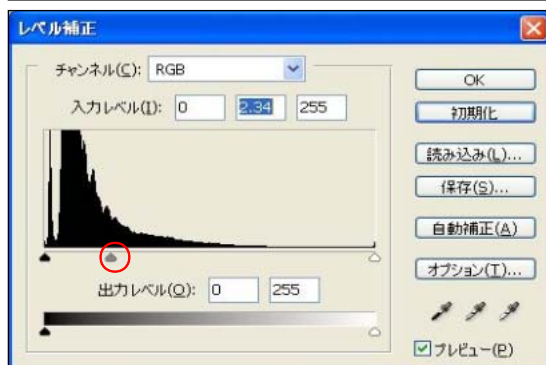 レベル補正
チャンネル(C): RGB
入力レベル(I): 0 2.34 255
出力レベル(O): 0 255
OK
初期化
読み込み(L)...
保存(S)...
自動補正(A)
オプション(T)...
プレビュー(P)